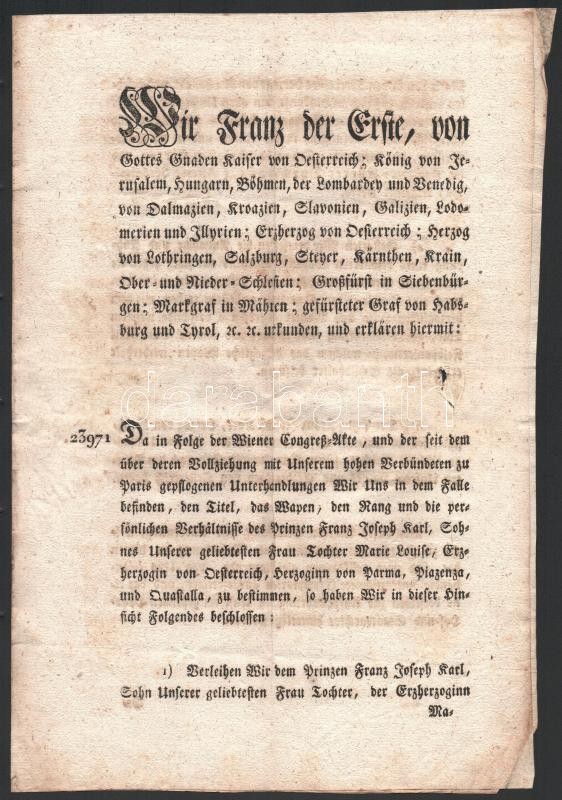 Wir Franz der Erste, von
Gottes Gnaden Kaiser von Oesterreich; König von Je-
rusalem, Hungarn, Böhmen, der Lombardey und Venedig,
von Dalmazien, Kroazien, Slavonien, Galizien, Lodo-
merien und Illyrien; Erzherzog von Oesterreich; Herzog
von Lothringen, Salzburg, Steyer, Kärnthen, Krain,
Ober- und Nieder-Schlesien; Großfürst in Siebenbür-
gen; Markgraf in Mähren; gefürsteter Graf von Habs-
burg und Tyrol, ꝛc. ꝛc. urkunden, und erklären hiermit:
darabanth
23971 Da in Folge der Wiener Congreß-Akte, und der seit dem
über deren Vollziehung mit Unserem hohen Verbündeten zu
Paris gepflogenen Unterhandlungen Wir Uns in dem Falle
befinden, den Titel, das Wapen, den Rang und die per-
sönlichen Verhältnisse des Prinzen Franz Joseph Karl, Soh-
nes Unserer geliebtesten Frau Tochter Marie Louise, Erz-
herzogin von Oesterreich, Herzoginn von Parma, Piazenza,
und Quastalla, zu bestimmen, so haben Wir in dieser Hin-
sicht Folgendes beschlossen:
1) Verleihen Wir dem Prinzen Franz Joseph Karl,
Sohn Unserer geliebtesten Frau Tochter, der Erzherzoginn
Ma-